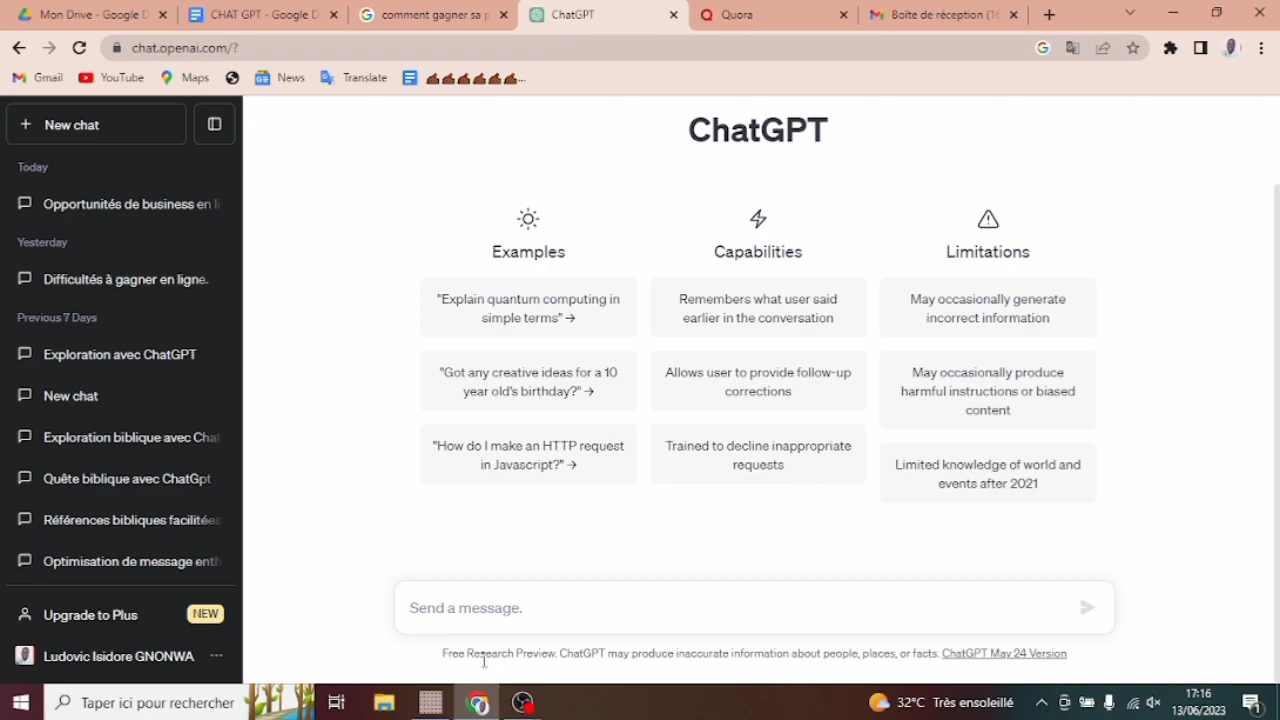 Mon Drive - Google D
CHAT GPT - Google D
comment gagner sa p
ChatGPT
Quora
Boîte de réception (16
chat.openai.com/?
Gmail
YouTube
Maps
News
Translate
New chat
Today
Opportunités de business en li
Yesterday
Difficultés à gagner en ligne.
Previous 7 Days
Exploration avec ChatGPT
New chat
Exploration biblique avec Chat
Quête biblique avec ChatGpt
Références bibliques facilitées
Optimisation de message enth
Upgrade to Plus
NEW
Ludovic Isidore GNONWA
ChatGPT
Examples
"Explain quantum computing in
simple terms" →
"Got any creative ideas for a 10
year old's birthday?" →
"How do I make an HTTP request
in Javascript?" →
Capabilities
Remembers what user said
earlier in the conversation
Allows user to provide follow-up
corrections
Trained to decline inappropriate
requests
Limitations
May occasionally generate
incorrect information
May occasionally produce
harmful instructions or biased
content
Limited knowledge of world and
events after 2021
Send a message.
Free Research Preview. ChatGPT may produce inaccurate information about people, places, or facts. ChatGPT May 24 Version
Taper ici pour rechercher
32°C Très ensoleillé
17:16
13/06/2023
1